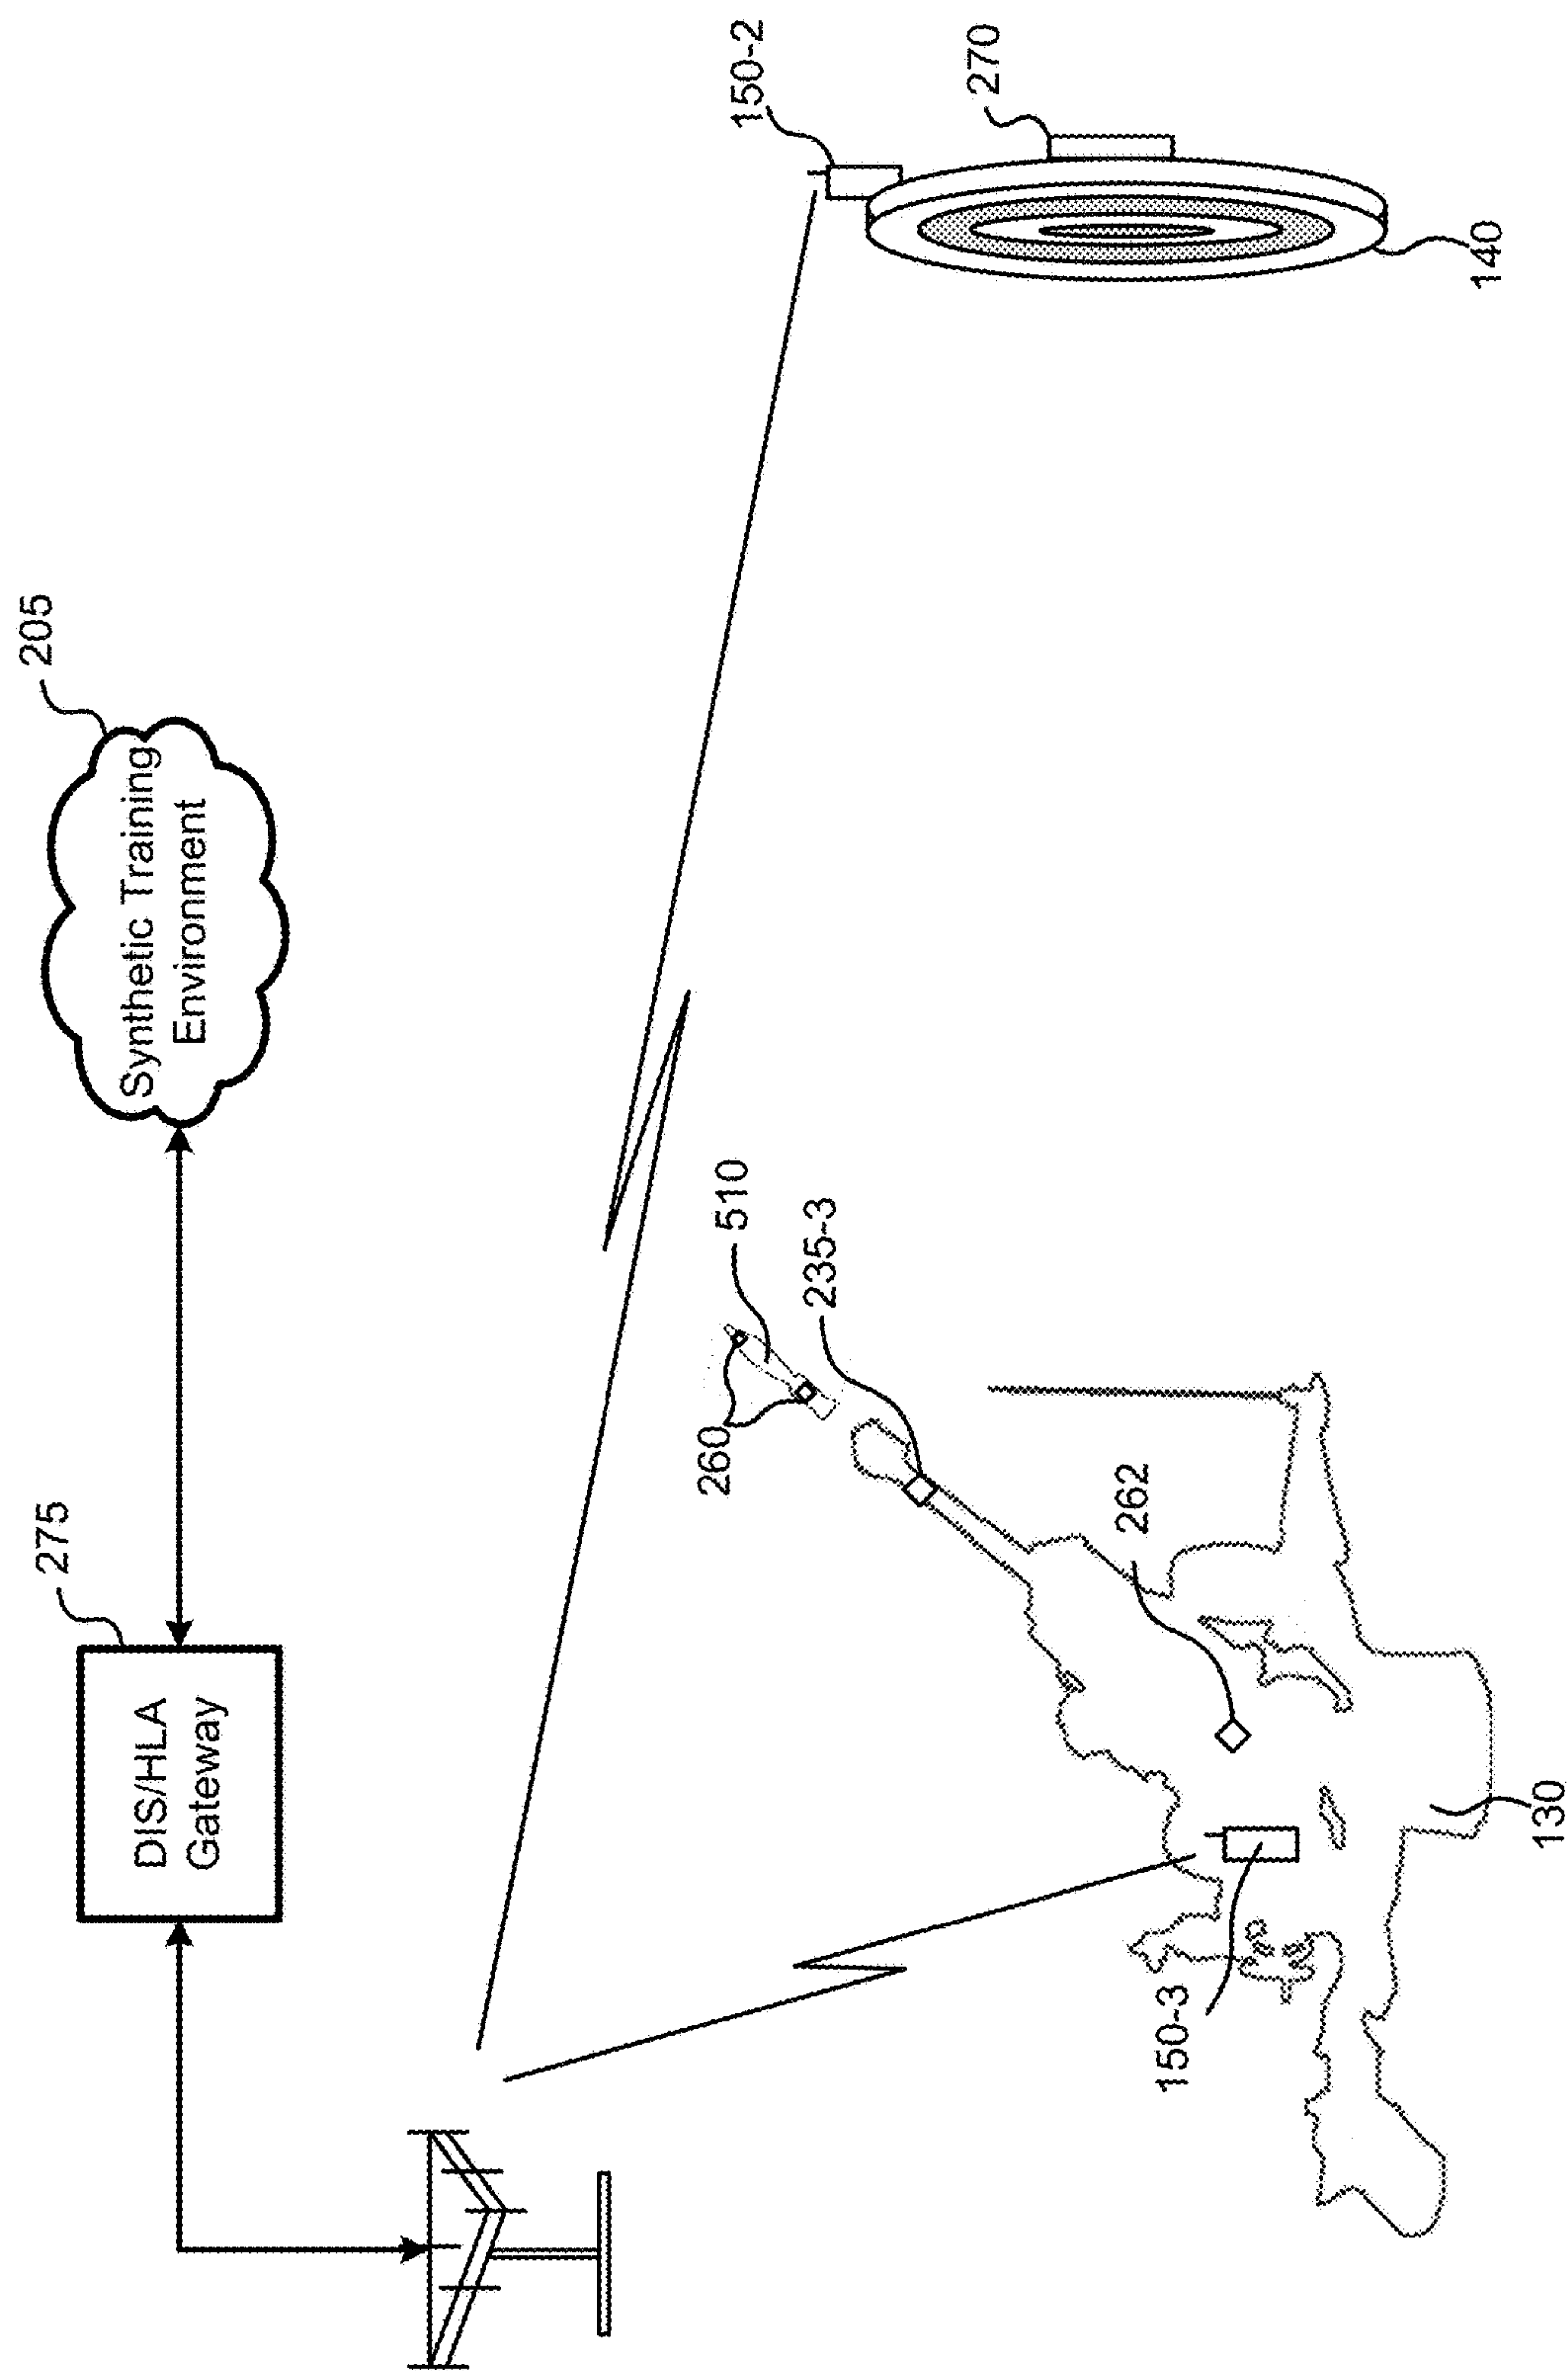 275
DIS/HLA
Gateway
205
Synthetic Training
Environment
260
510
235-3
262
150-3
130
150-2
270
140